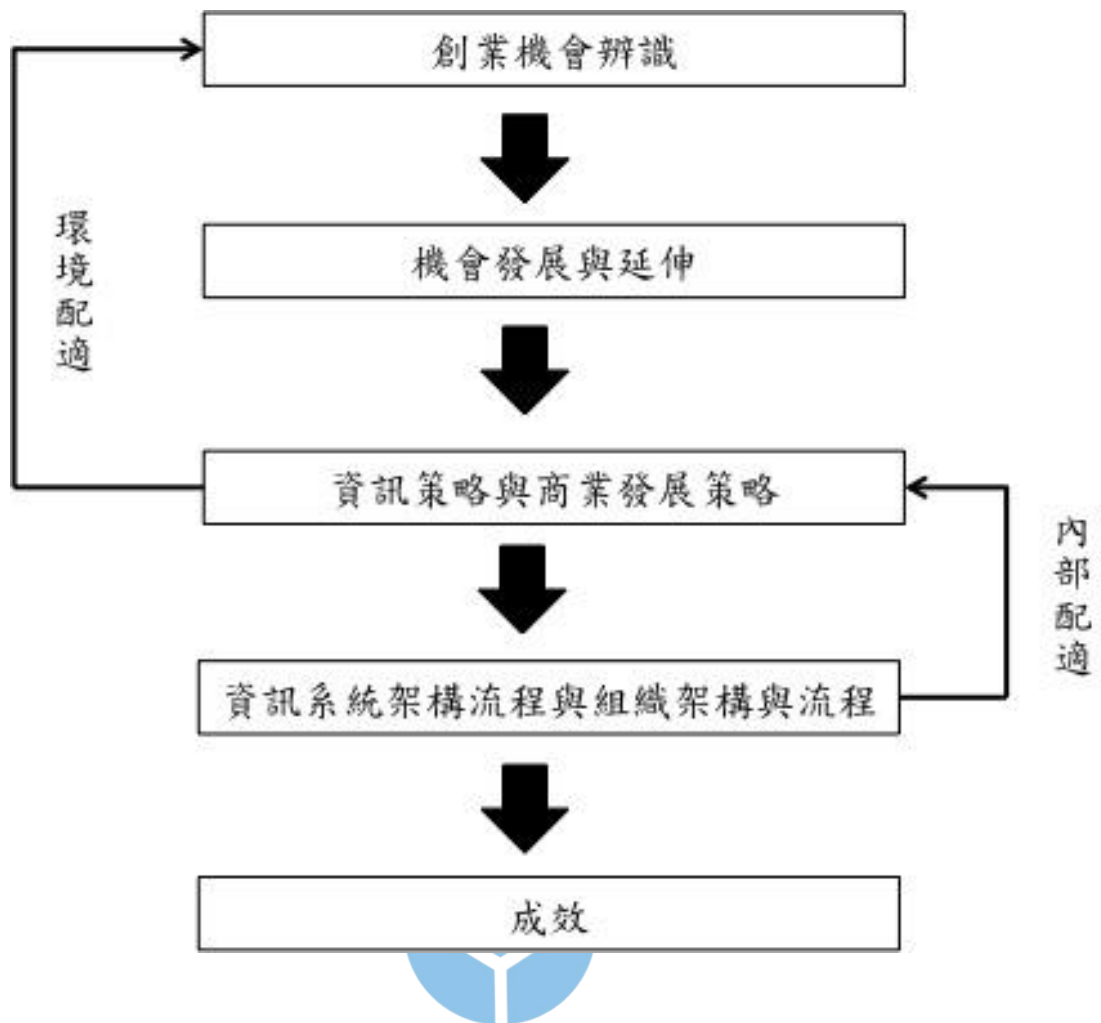 創業機會辨識
環境配適
機會發展與延伸
資訊策略與商業發展策略
內部配適
資訊系統架構流程與組織架構與流程
成效